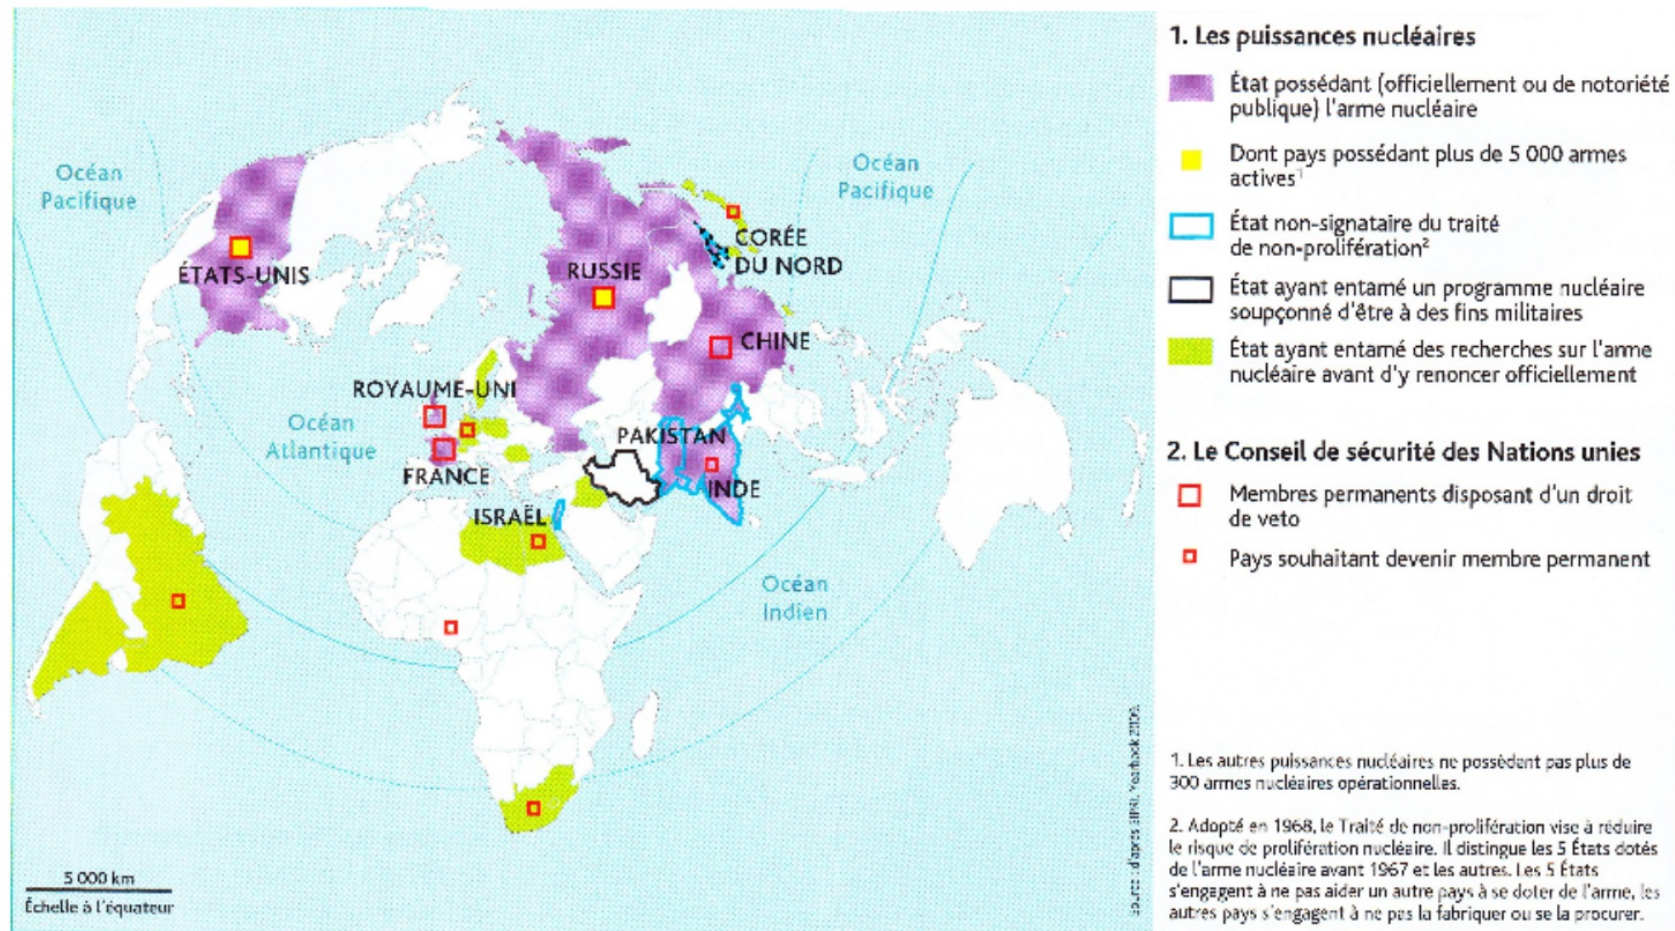 Océan
Pacifique
Océan
Pacifique
ÉTATS-UNIS
RUSSIE
CORÉE
DU NORD
CHINE
ROYAUME-UNI
Océan
Atlantique
FRANCE
PAKISTAN
INDE
ISRAËL
Océan
Indien
5 000 km
Échelle à l'équateur
Source : d'après SIPRI, Yearbook 2009.
1. Les puissances nucléaires
État possédant (officiellement ou de notoriété
publique) l'arme nucléaire
Dont pays possédant plus de 5 000 armes
actives¹
État non-signataire du traité
de non-prolifération²
État ayant entamé un programme nucléaire
soupçonné d'être à des fins militaires
État ayant entamé des recherches sur l'arme
nucléaire avant d'y renoncer officiellement
2. Le Conseil de sécurité des Nations unies
Membres permanents disposant d'un droit
de veto
Pays souhaitant devenir membre permanent
1. Les autres puissances nucléaires ne possèdent pas plus de
300 armes nucléaires opérationnelles.
2. Adopté en 1968, le Traité de non-prolifération vise à réduire
le risque de prolifération nucléaire. Il distingue les 5 États dotés
de l'arme nucléaire avant 1967 et les autres. Les 5 États
s'engagent à ne pas aider un autre pays à se doter de l'arme, les
autres pays s'engagent à ne pas la fabriquer ou se la procurer.